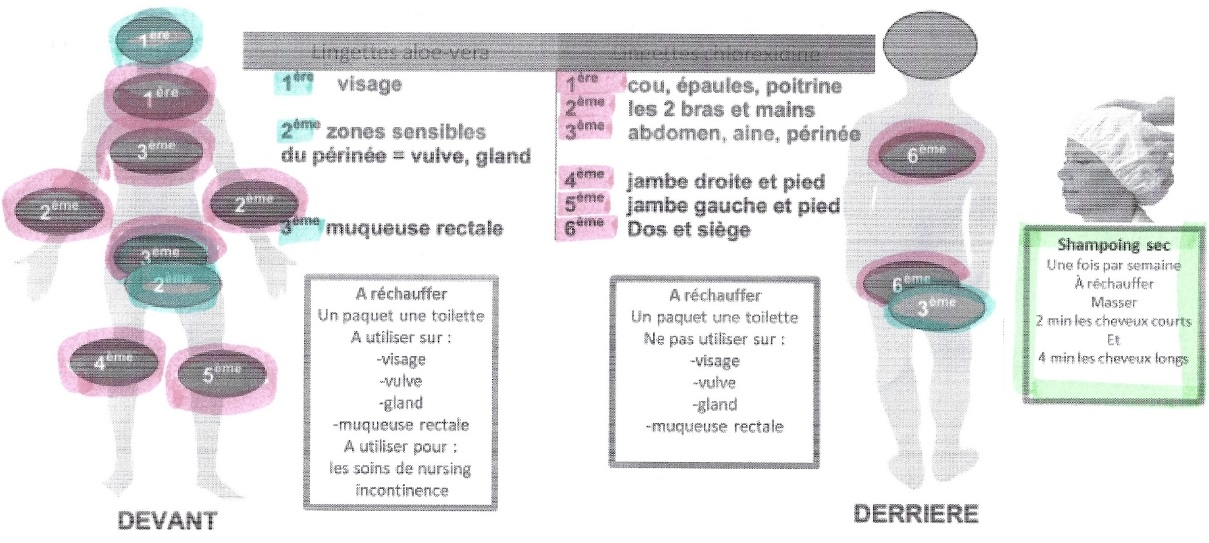 1ère
1ère
3ème
2ème
2ème
3ème
2ème
4ème
5ème
DEVANT
Lingettes aloe-vera
1ère visage
2ème zones sensibles
du périnée = vulve, gland
3ème muqueuse rectale
A réchauffer
Un paquet une toilette
A utiliser sur :
-visage
-vulve
-gland
-muqueuse rectale
A utiliser pour :
les soins de nursing
incontinence
Lingettes chlorexidine
1ère cou, épaules, poitrine
2ème les 2 bras et mains
3ème abdomen, aine, périnée
4ème jambe droite et pied
5ème jambe gauche et pied
6ème Dos et siège
A réchauffer
Un paquet une toilette
Ne pas utiliser sur :
-visage
-vulve
-gland
-muqueuse rectale
6ème
6ème
3ème
DERRIERE
Shampoing sec
Une fois par semaine
À réchauffer
Masser
2 min les cheveux courts
Et
4 min les cheveux longs